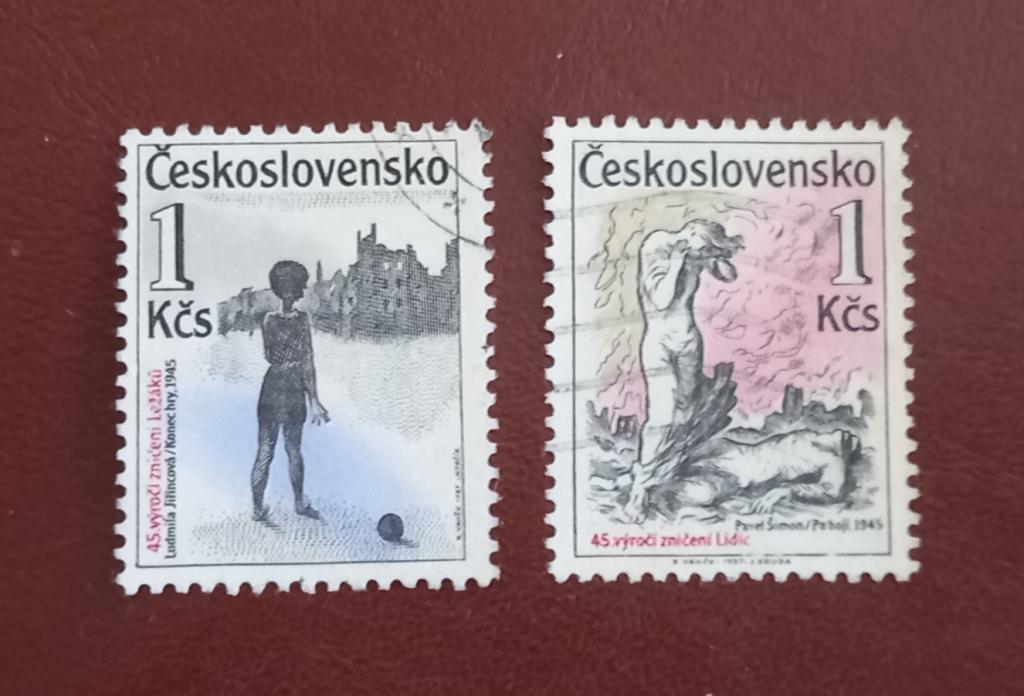 Československo
1
Kčs
45. výročí zničení Ležáků
Ludmila Jiřincová/Konec hry, 1945
Československo
1
Kčs
Pavel Šimon/Po boji, 1945
45. výročí zničení Lidic